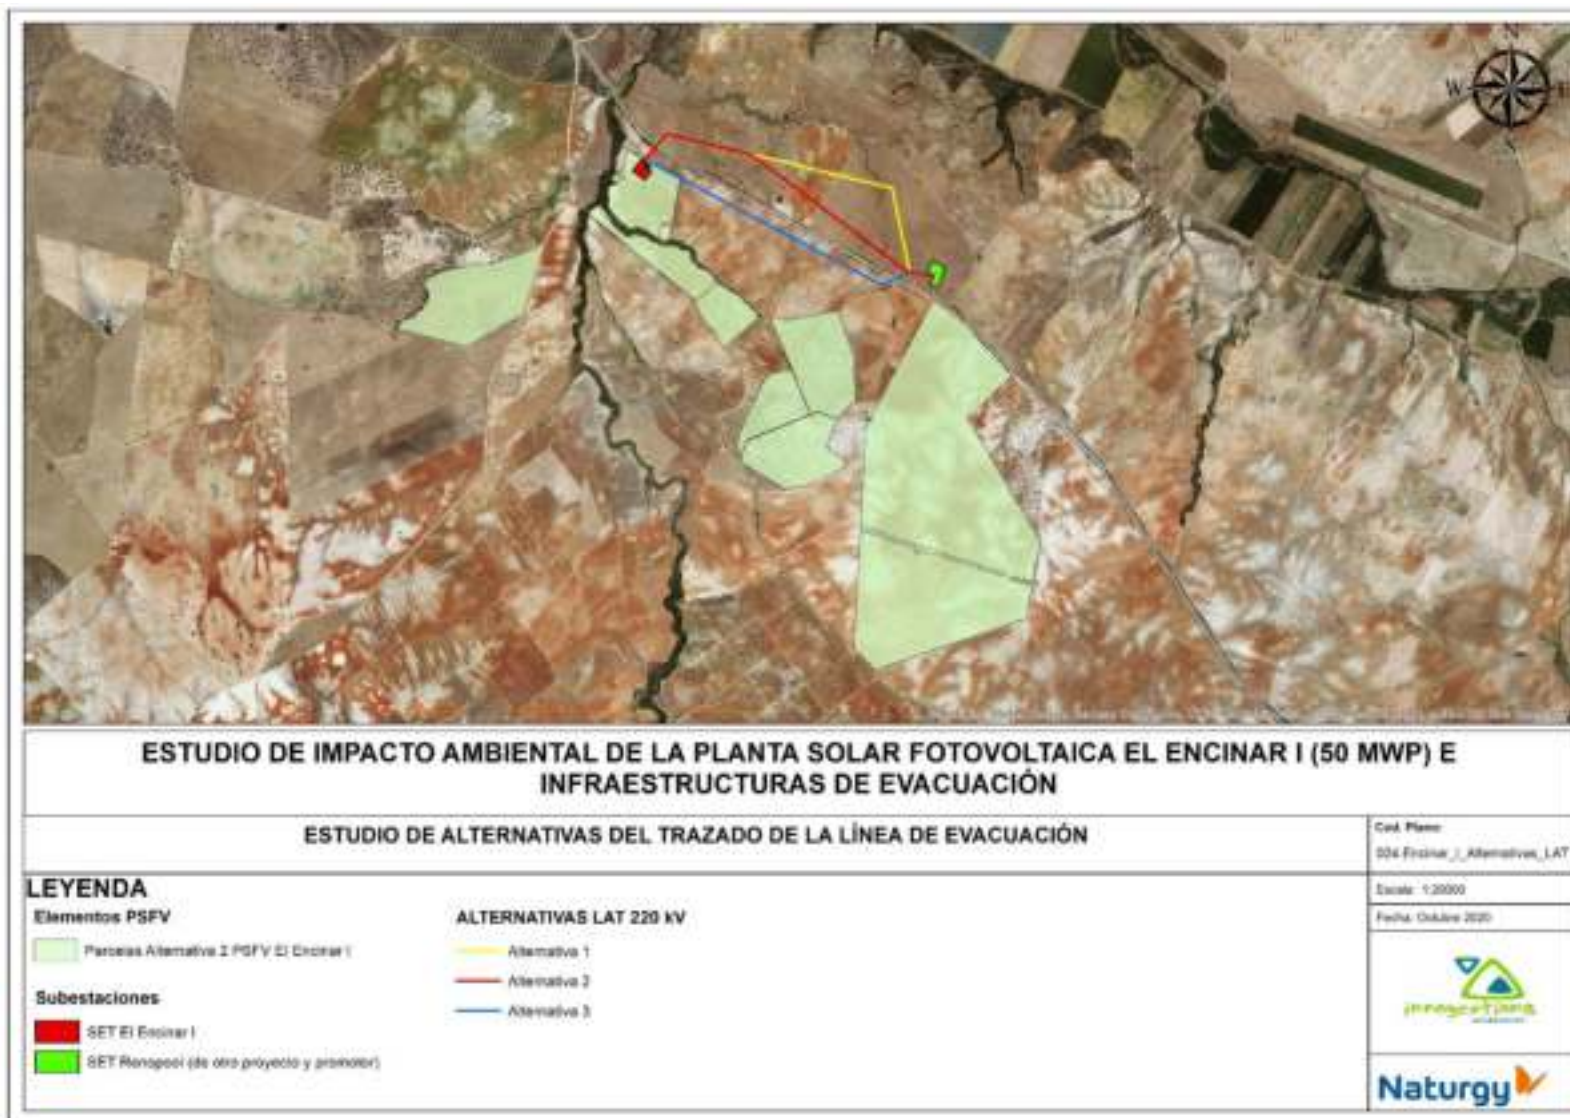 N
W
E
ESTUDIO DE IMPACTO AMBIENTAL DE LA PLANTA SOLAR FOTOVOLTAICA EL ENCINAR I (50 MWP) E
INFRAESTRUCTURAS DE EVACUACIÓN
ESTUDIO DE ALTERNATIVAS DEL TRAZADO DE LA LÍNEA DE EVACUACIÓN
Cod. Plano:
Encinar_I_Alternativas_LAT
Escala: 1:20000
Fecha: Octubre 2020
LEYENDA
Elementos PSFV
Parcelas Alternativa 2 PSFV El Encinar I
Subestaciones
SET El Encinar I
SET Renopool (de otro proyecto y promotor)
ALTERNATIVAS LAT 220 kV
Alternativa 1
Alternativa 2
Alternativa 3
Naturgy